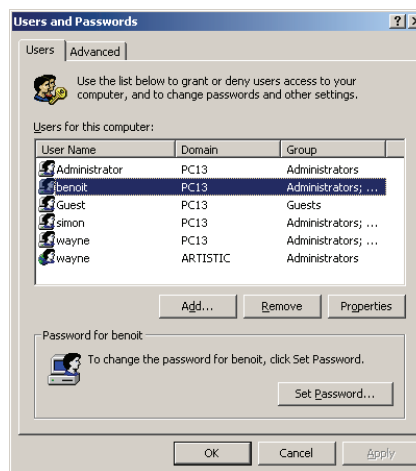 Users and Passwords
Users Advanced
Use the list below to grant or deny users access to your
computer, and to change passwords and other settings.
Users for this computer:
User Name Domain Group
Administrator PC13 Administrators
benoit PC13 Administrators; ...
Guest PC13 Guests
simon PC13 Administrators; ...
wayne PC13 Administrators; ...
wayne ARTISTIC Administrators
Add... Remove Properties
Password for benoit
To change the password for benoit, click Set Password.
Set Password...
OK Cancel Apply